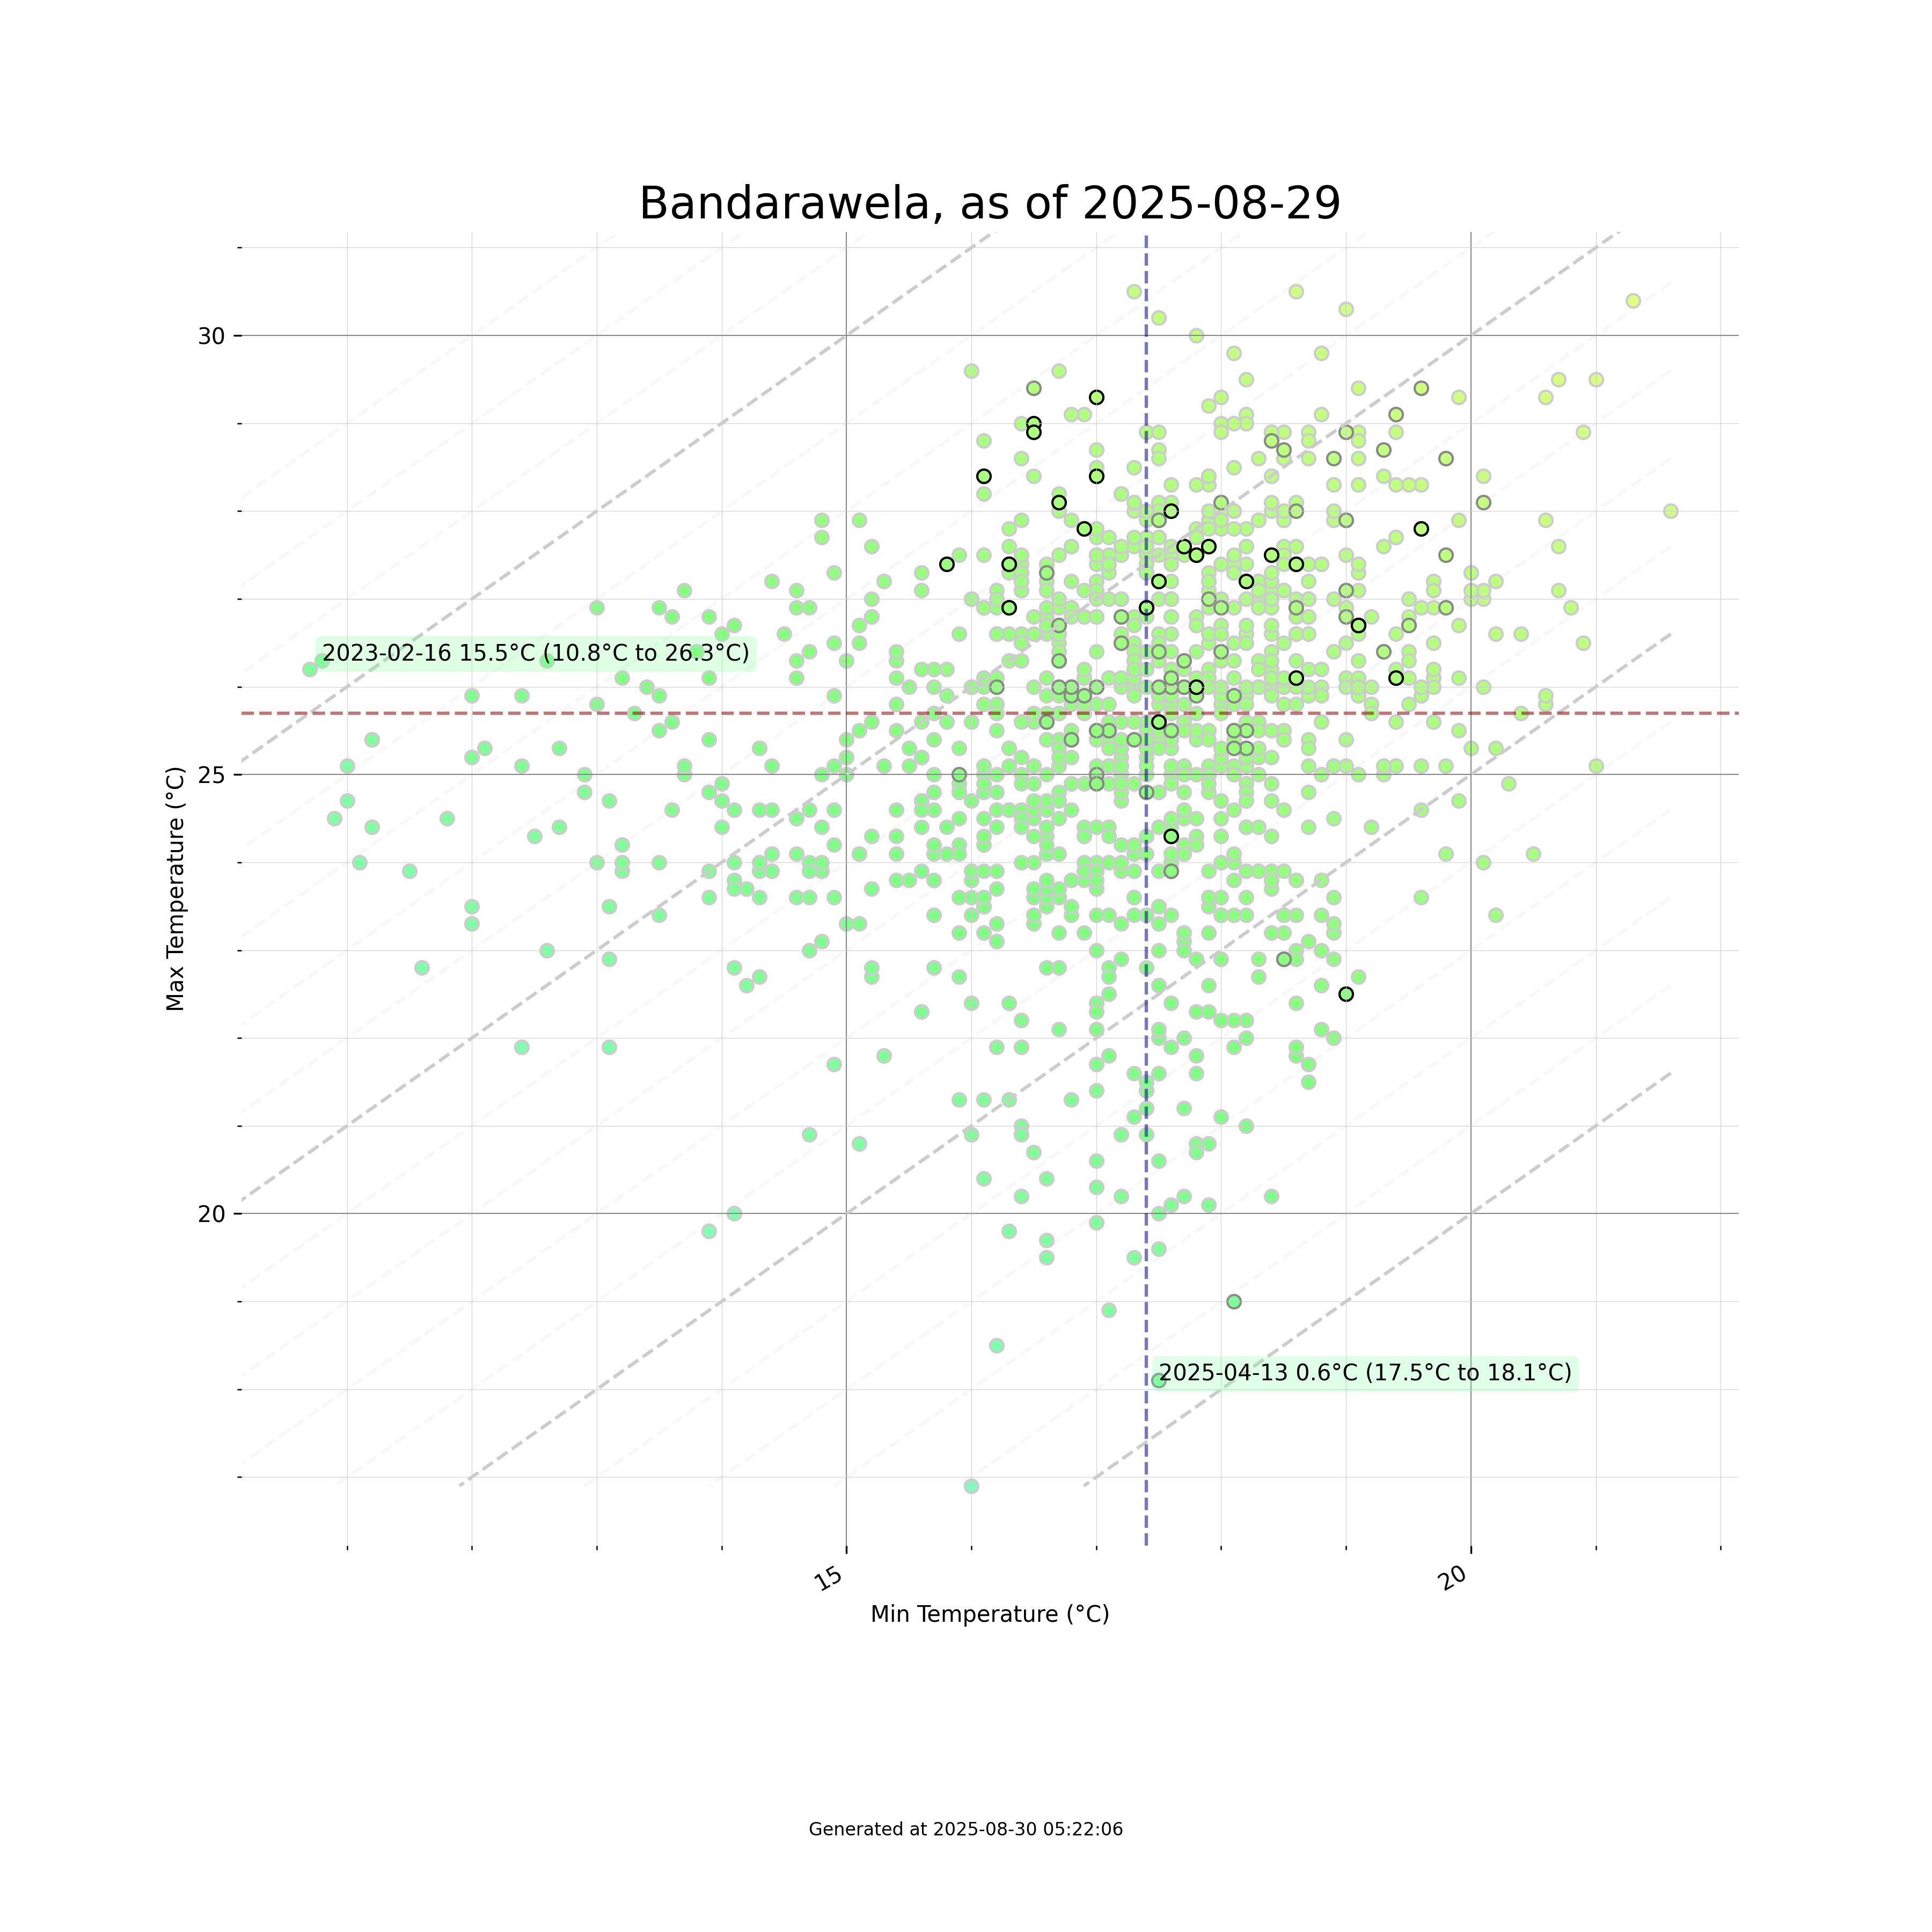 Bandarawela, as of 2025-08-29
30
2023-02-16 15.5°C (10.8°C to 26.3°C)
25
Max Temperature (°C)
20
2025-04-13 0.6°C (17.5°C to 18.1°C)
15
20
Min Temperature (°C)
Generated at 2025-08-30 05:22:06